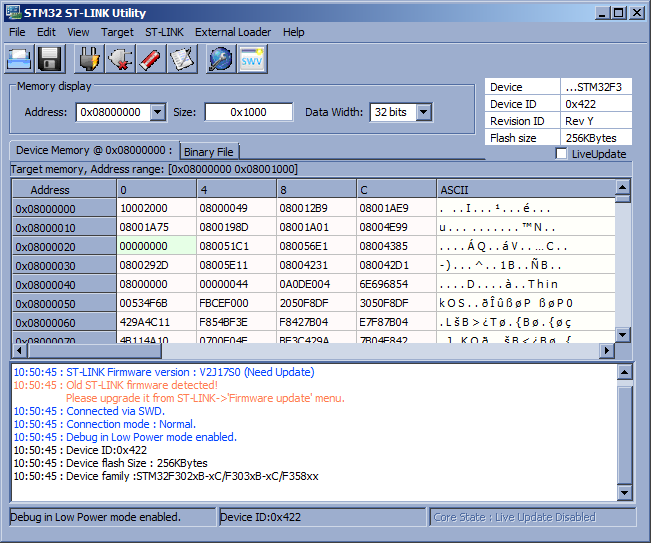 STM32 ST-LINK Utility
File Edit View Target ST-LINK External Loader Help
SWV
Memory display
Address: 0x08000000 Size: 0x1000 Data Width: 32 bits
Device ...STM32F3
Device ID 0x422
Revision ID Rev Y
Flash size 256KBytes
LiveUpdate
Device Memory @ 0x08000000 : Binary File
Target memory, Address range: [0x08000000 0x08001000]
Address 0 4 8 C ASCII
0x08000000 10002000 08000049 080012B9 08001AE9 . ..I...¹...é...
0x08000010 08001A75 0800198D 08001A01 08004E99 u.............™N..
0x08000020 00000000 080051C1 080056E1 08004385 ....ÁQ..áV..…C..
0x08000030 0800292D 08005E11 08004231 080042D1 -)...^..1B..ÑB..
0x08000040 08000000 00000044 0A0DE004 6E696854 ....D.....à..Thin
0x08000050 00534F6B FBCEF000 2050F8DF 3050F8DF kOS..ðÎûßøP ßøP0
0x08000060 429A4C11 F854BF3E F8427B04 E7F87B04 .LšB>¿Tø.{Bø.{øç
0x08000070 4B114A10 0700F04F BF3C429A 7B04F842 .J.KOð..šB<¿Bø.{
10:50:45 : ST-LINK Firmware version : V2J17S0 (Need Update)
10:50:45 : Old ST-LINK firmware detected!
Please upgrade it from ST-LINK->'Firmware update' menu.
10:50:45 : Connected via SWD.
10:50:45 : Connection mode : Normal.
10:50:45 : Debug in Low Power mode enabled.
10:50:45 : Device ID:0x422
10:50:45 : Device flash Size : 256KBytes
10:50:45 : Device family :STM32F302xB-xC/F303xB-xC/F358xx
Debug in Low Power mode enabled. Device ID:0x422 Core State : Live Update Disabled